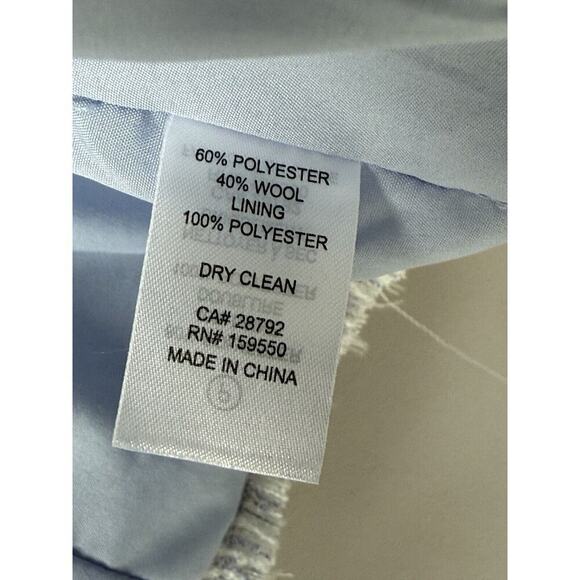 60% POLYESTER
40% WOOL
LINING
100% POLYESTER
DRY CLEAN
CA# 28792
RN# 159550
MADE IN CHINA